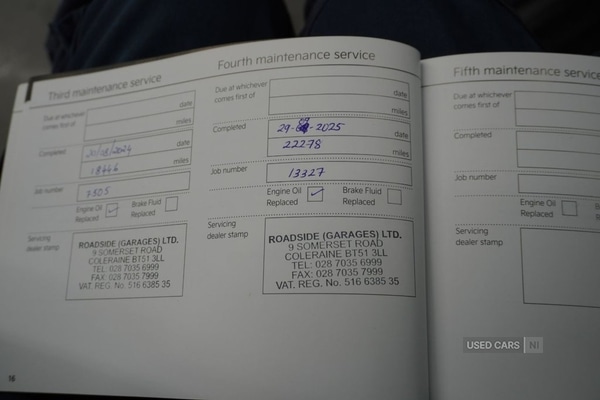 Third maintenance service
Due at whichever
comes first of
date
miles
Completed
date
18446
miles
Job number
7505
Engine Oil
Replaced
Brake Fluid
Replaced
Servicing
dealer stamp
ROADSIDE (GARAGES) LTD.
9 SOMERSET ROAD
COLERAINE BT51 3LL
TEL: 028 7035 6999
FAX: 028 7035 7999
VAT. REG. No. 516 6385 35
16
Fourth maintenance service
Due at whichever
comes first of
date
miles
Completed
2025
date
22278
miles
Job number
13327
Engine Oil
Replaced
Brake Fluid
Replaced
Servicing
dealer stamp
ROADSIDE (GARAGES) LTD.
9 SOMERSET ROAD
COLERAINE BT51 3LL
TEL: 028 7035 6999
FAX: 028 7035 7999
VAT. REG. No. 516 6385 35
Fifth maintenance service
Due at whichever
comes first of
Completed
Job number
Engine Oil
Replaced
Servicing
dealer stamp
USED CARS NI